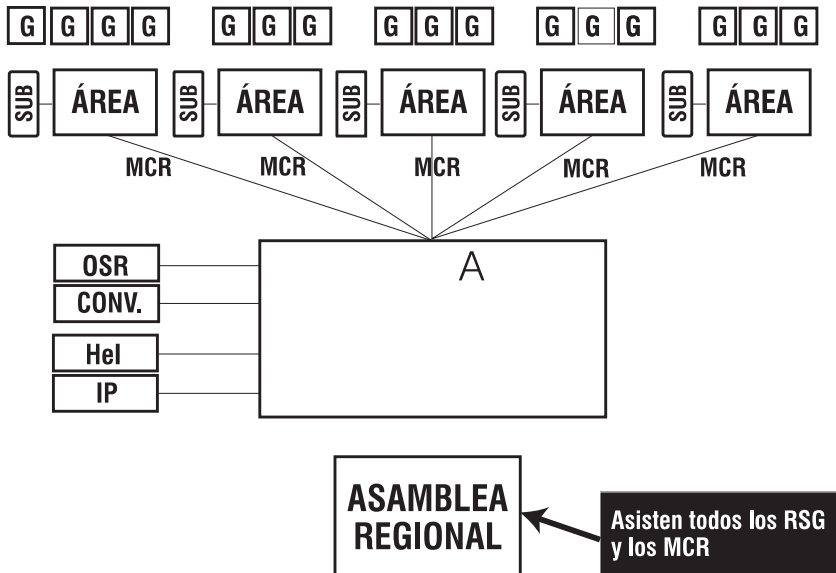 G G G G G G G G G G G G G G G G
SUB ÁREA SUB ÁREA SUB ÁREA SUB ÁREA SUB ÁREA
MCR MCR MCR MCR MCR
A
OSR
CONV.
Hel
IP
ASAMBLEA
REGIONAL
Asisten todos los RSG
y los MCR